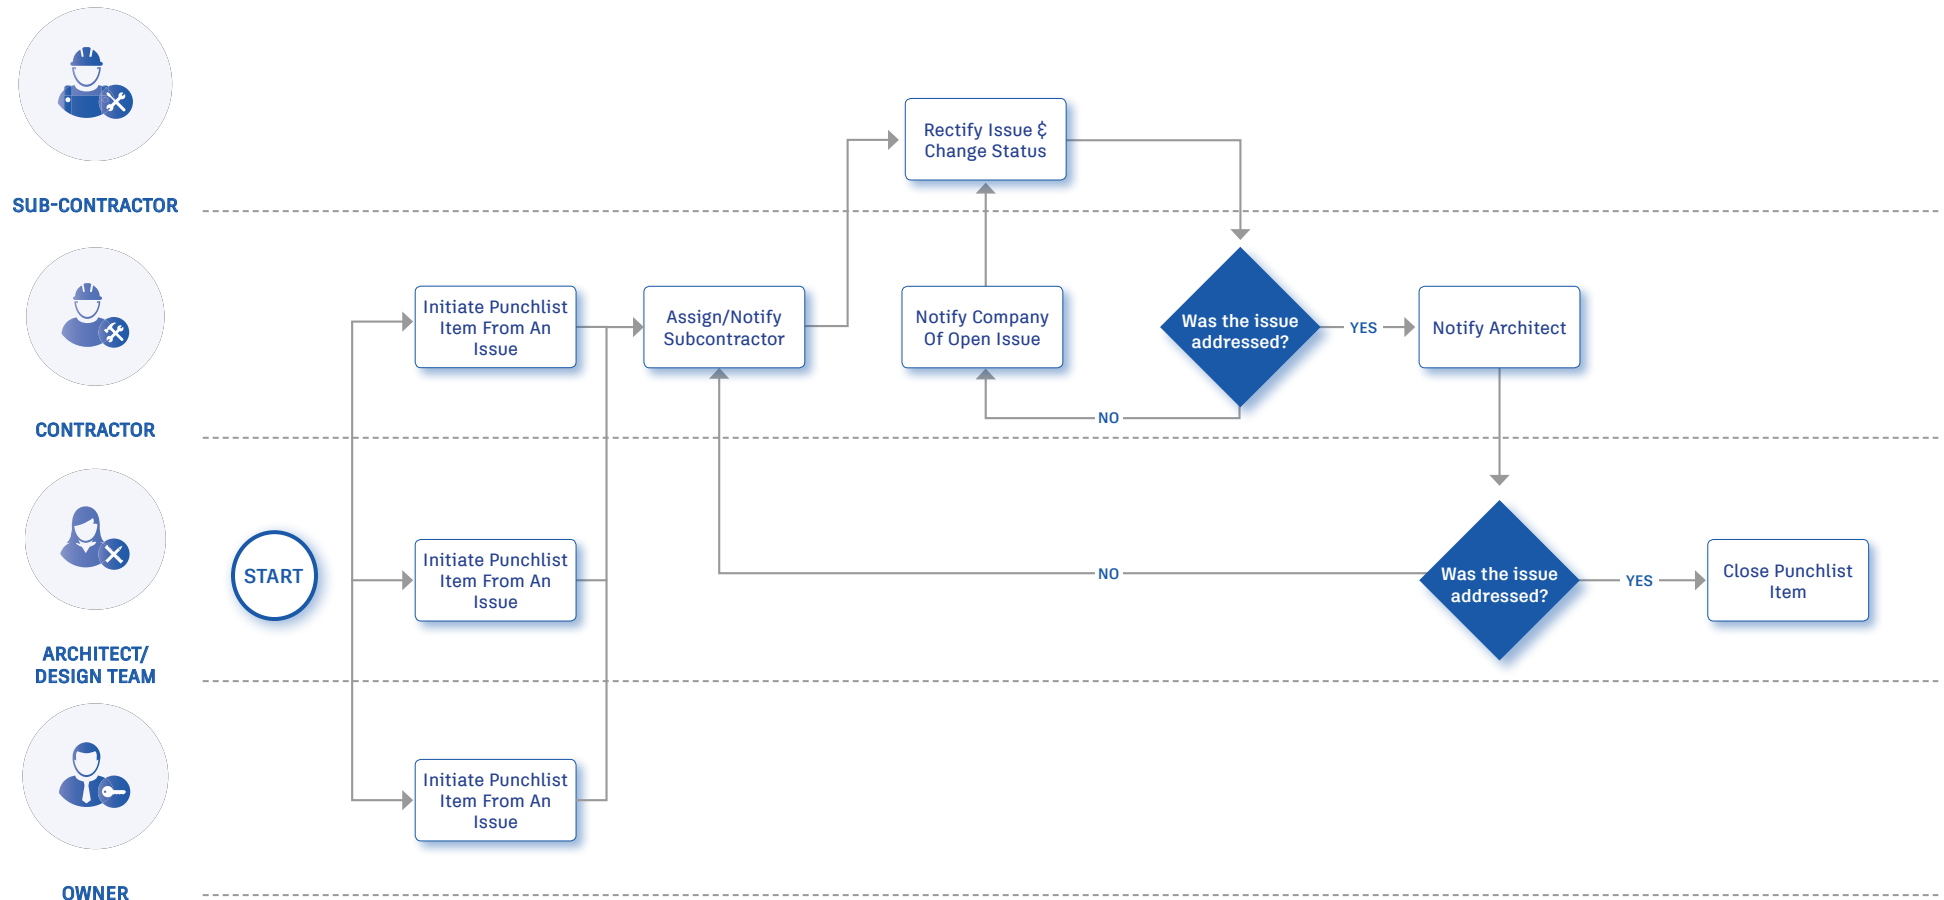 Rectify Issue &
Change Status
SUB-CONTRACTOR
Initiate Punchlist
Item From An
Issue
Assign/Notify
Subcontractor
Notify Company
Of Open Issue
Was the issue
addressed?
YES
Notify Architect
NO
CONTRACTOR
START
Initiate Punchlist
Item From An
Issue
NO
Was the issue
addressed?
YES
Close Punchlist
Item
ARCHITECT/
DESIGN TEAM
Initiate Punchlist
Item From An
Issue
OWNER